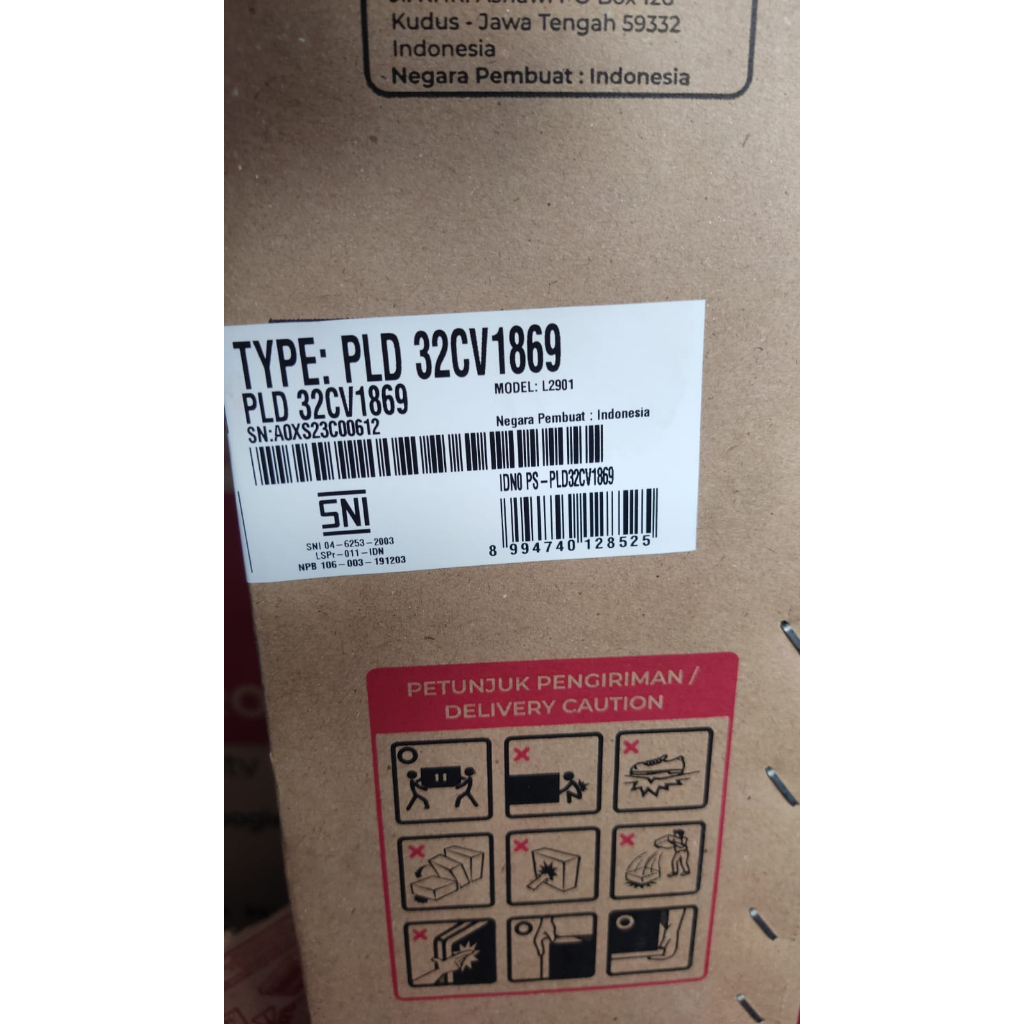 Kudus - Jawa Tengah 59332
Indonesia
Negara Pembuat : Indonesia
TYPE: PLD 32CV1869
PLD 32CV1869
MODEL: L2901
SN:A0XS23C00612
Negara Pembuat : Indonesia
IDN0 PS-PLD32CV1869
SNI
SNI 04-6253-2003
LSPr-011-IDN
NPB 106-003-191203
8 994740 128525
PETUNJUK PENGIRIMAN /
DELIVERY CAUTION